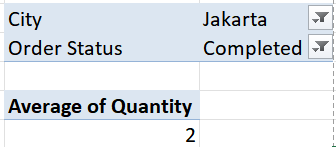 City Jakarta
Order Status Completed
Average of Quantity
2